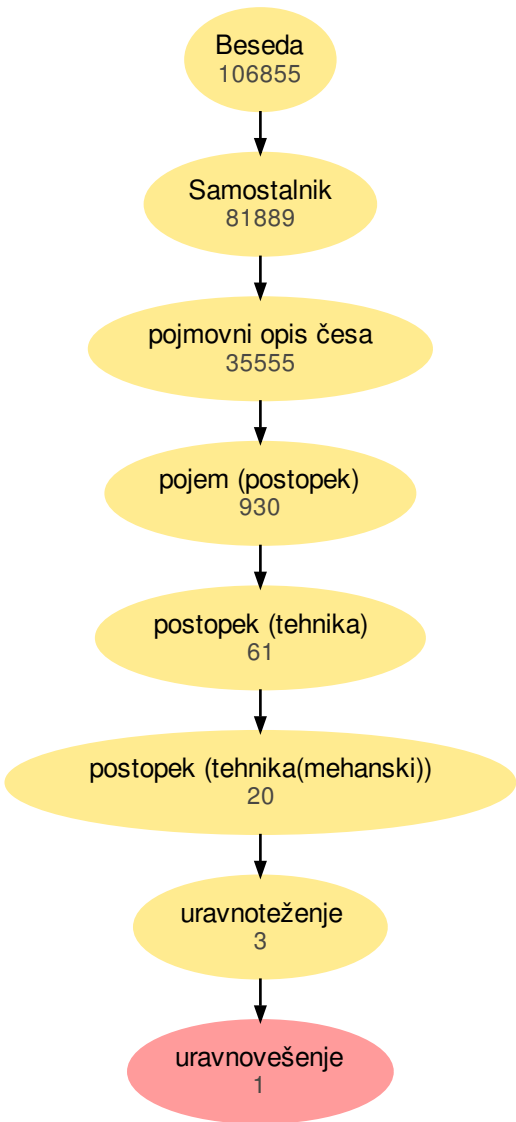 Beseda
106855
Samostalnik
81889
pojmovni opis česa
35555
pojem (postopek)
930
postopek (tehnika)
61
postopek (tehnika(mehanski))
20
uravnoteženje
3
uravnovešenje
1